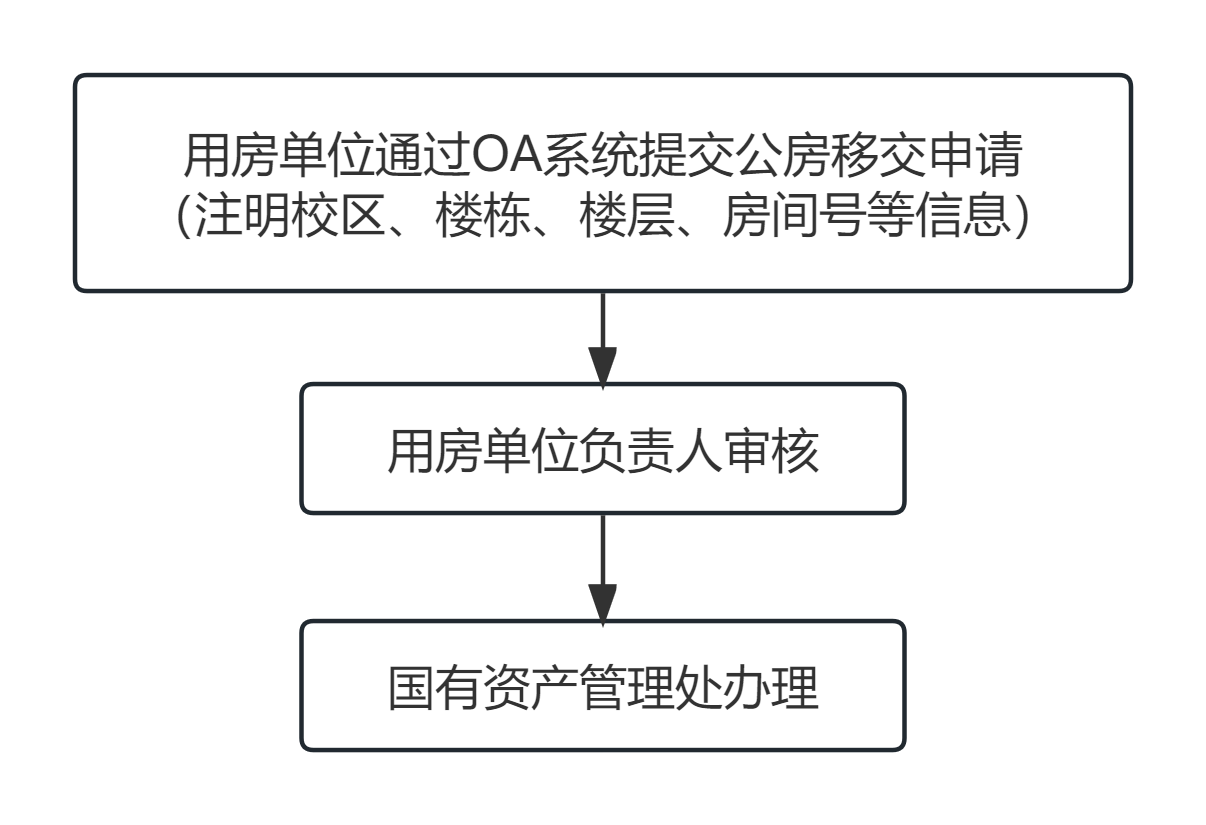 用房单位通过OA系统提交公房移交申请
（注明校区、楼栋、楼层、房间号等信息）
用房单位负责人审核
国有资产管理处办理